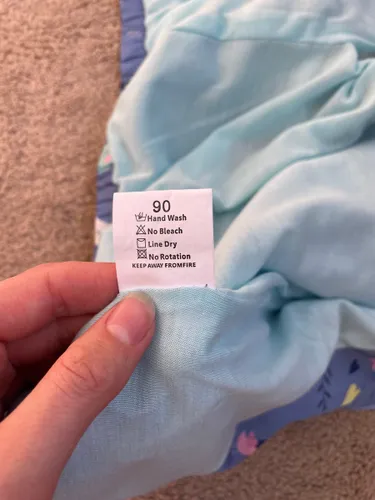 90
Hand Wash
No Bleach
Line Dry
No Rotation
KEEP AWAY FROMFIRE